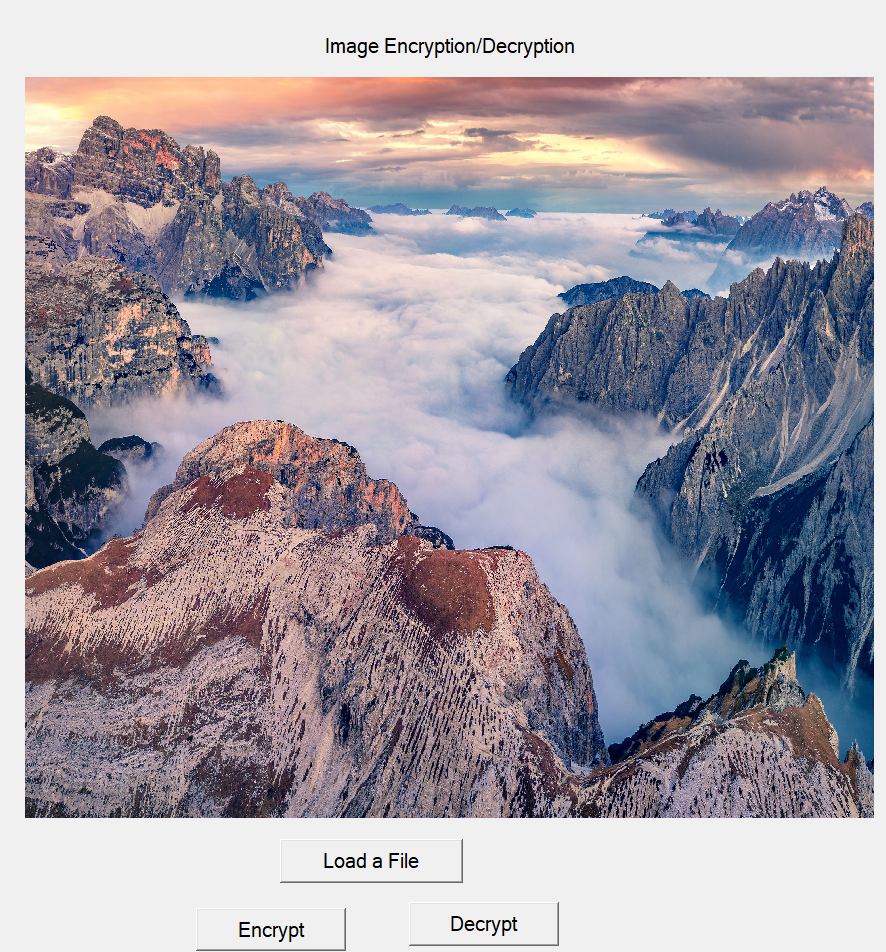 Image Encryption/Decryption
Load a File
Encrypt
Decrypt